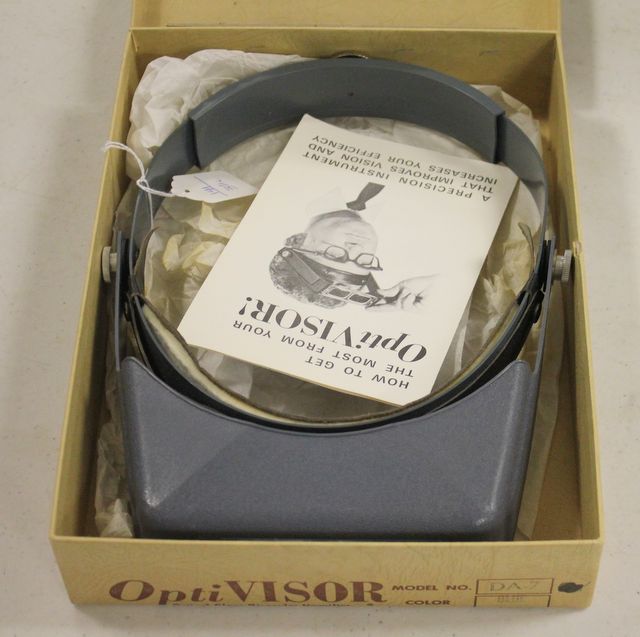 HOW TO GET
THE MOST FROM YOUR
OptiVISOR!
A PRECISION INSTRUMENT
THAT IMPROVES VISION AND
INCREASES YOUR EFFICIENCY
OptiVISOR MODEL NO. DA-7
COLOR